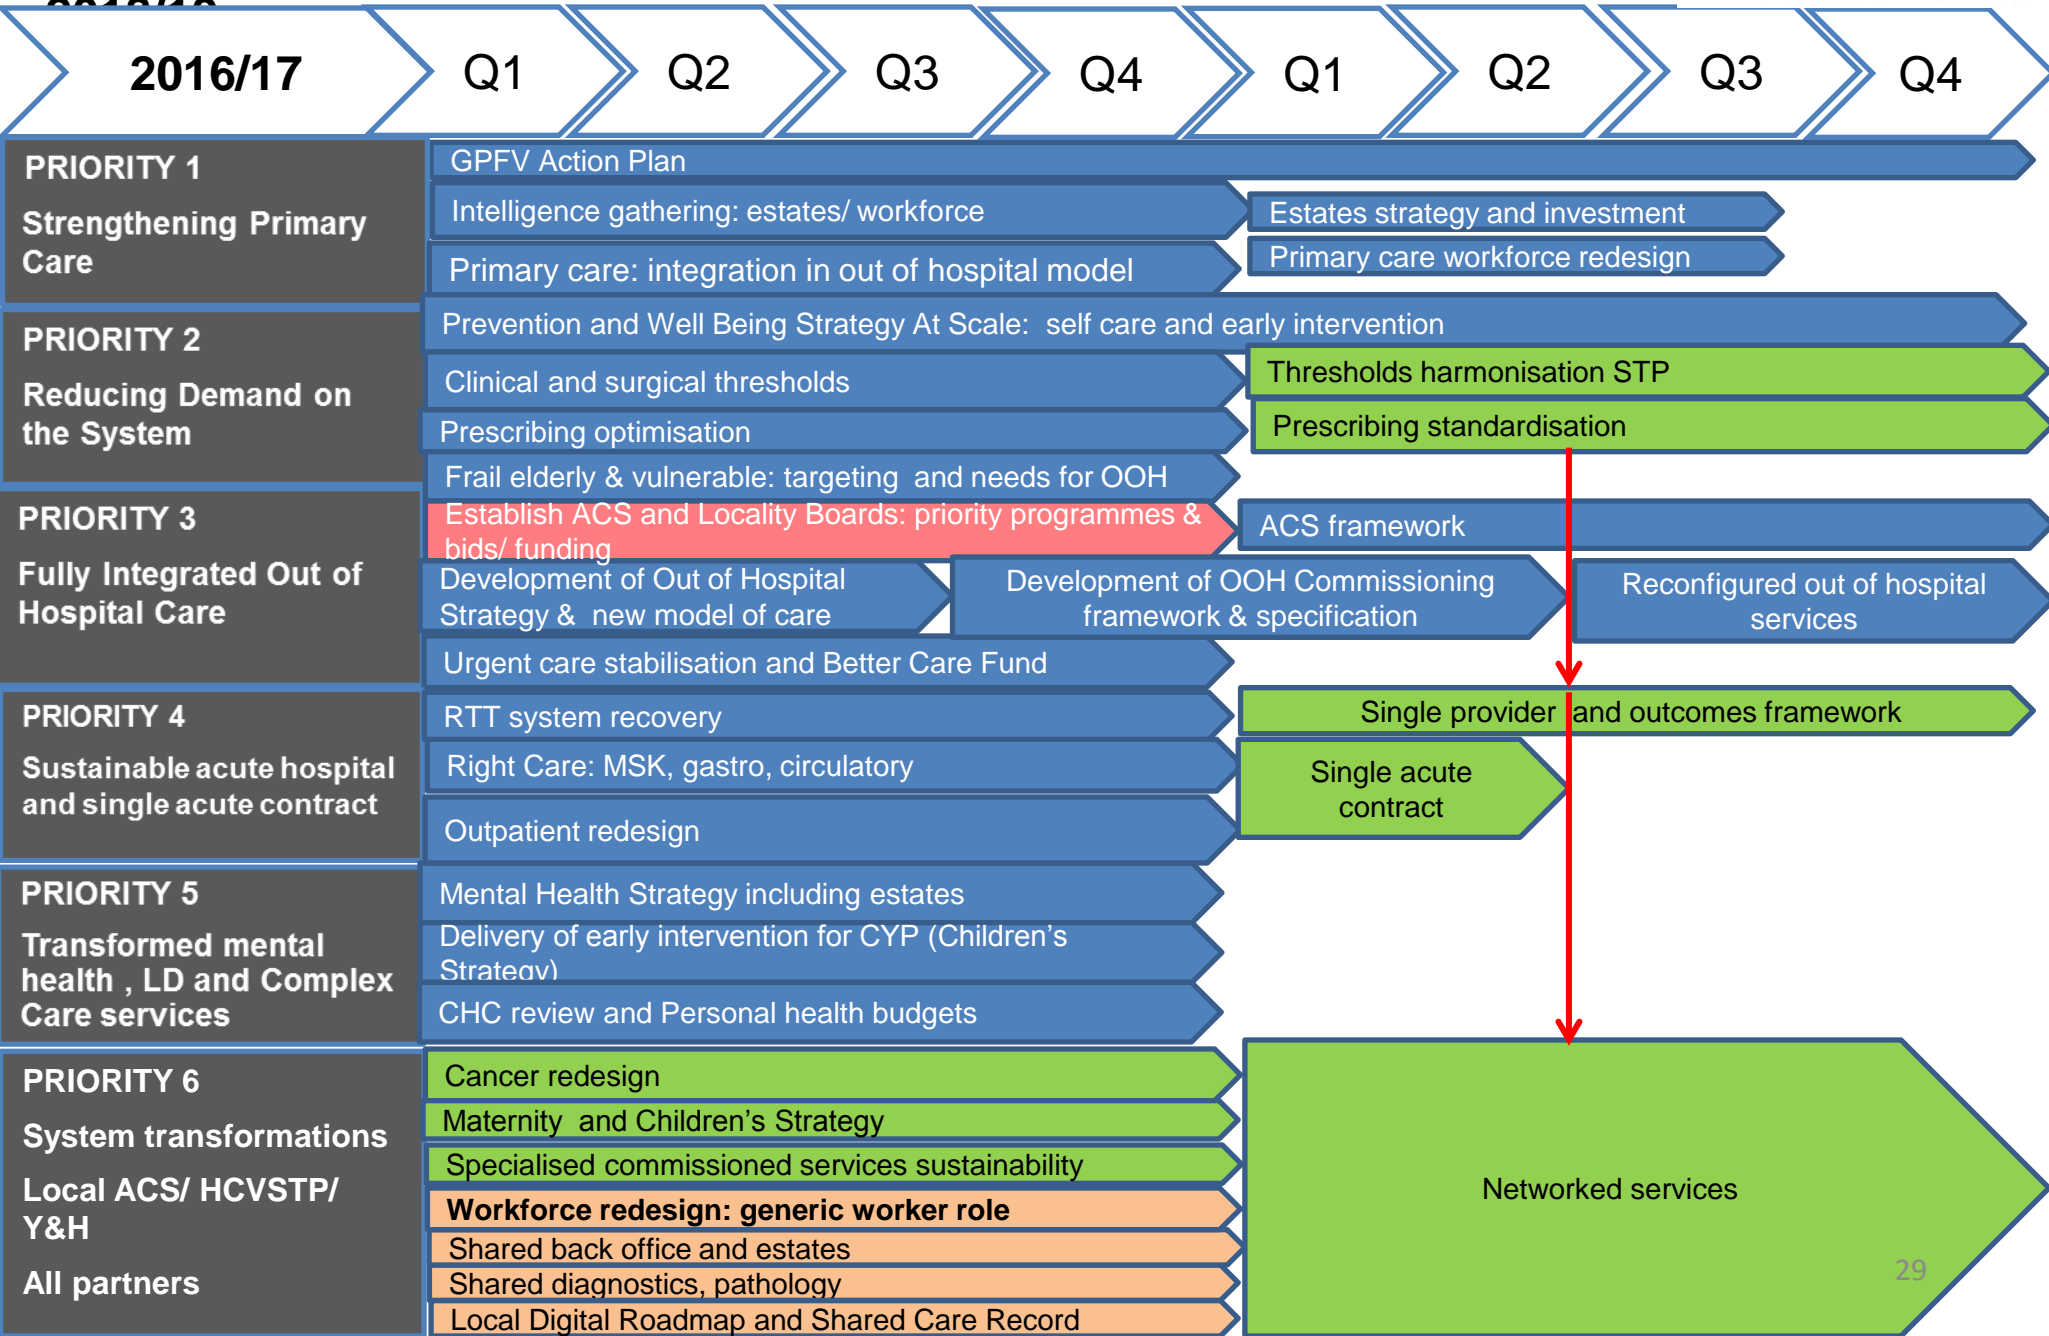 2016/17
Q1
Q2
Q3
Q4
Q1
Q2
Q3
Q4
PRIORITY 1
Strengthening Primary
Care
GPFV Action Plan
Intelligence gathering: estates/ workforce
Estates strategy and investment
Primary care: integration in out of hospital model
Primary care workforce redesign
PRIORITY 2
Reducing Demand on
the System
Prevention and Well Being Strategy At Scale: self care and early intervention
Clinical and surgical thresholds
Thresholds harmonisation STP
Prescribing optimisation
Prescribing standardisation
Frail elderly & vulnerable: targeting and needs for OOH
PRIORITY 3
Fully Integrated Out of
Hospital Care
Establish ACS and Locality Boards: priority programmes &
bids/ funding
ACS framework
Development of Out of Hospital
Strategy & new model of care
Development of OOH Commissioning
framework & specification
Reconfigured out of hospital
services
Urgent care stabilisation and Better Care Fund
PRIORITY 4
Sustainable acute hospital
and single acute contract
RTT system recovery
Single provider and outcomes framework
Right Care: MSK, gastro, circulatory
Single acute
contract
Outpatient redesign
PRIORITY 5
Transformed mental
health , LD and Complex
Care services
Mental Health Strategy including estates
Delivery of early intervention for CYP (Children's
Strategy)
CHC review and Personal health budgets
PRIORITY 6
System transformations
Local ACS/ HCVSTP/
Y&H
All partners
Cancer redesign
Maternity and Children's Strategy
Specialised commissioned services sustainability
Workforce redesign: generic worker role
Shared back office and estates
Shared diagnostics, pathology
Local Digital Roadmap and Shared Care Record
Networked services
29